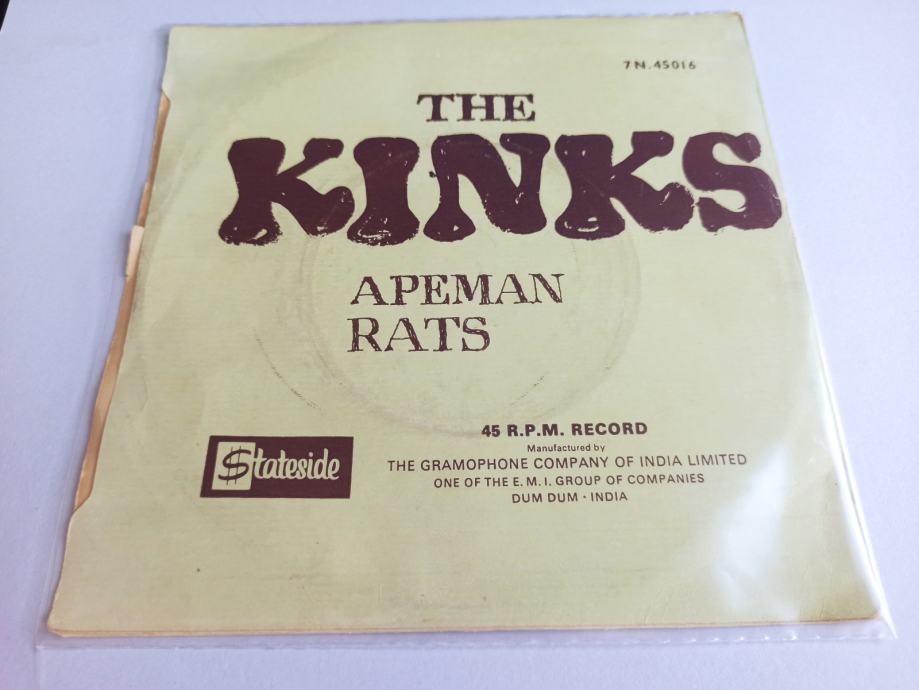 7N.45016
THE
KINKS
APEMAN
RATS
45 R.P.M. RECORD
Manufactured by
THE GRAMOPHONE COMPANY OF INDIA LIMITED
ONE OF THE E.M.I. GROUP OF COMPANIES
DUM DUM · INDIA
Stateside